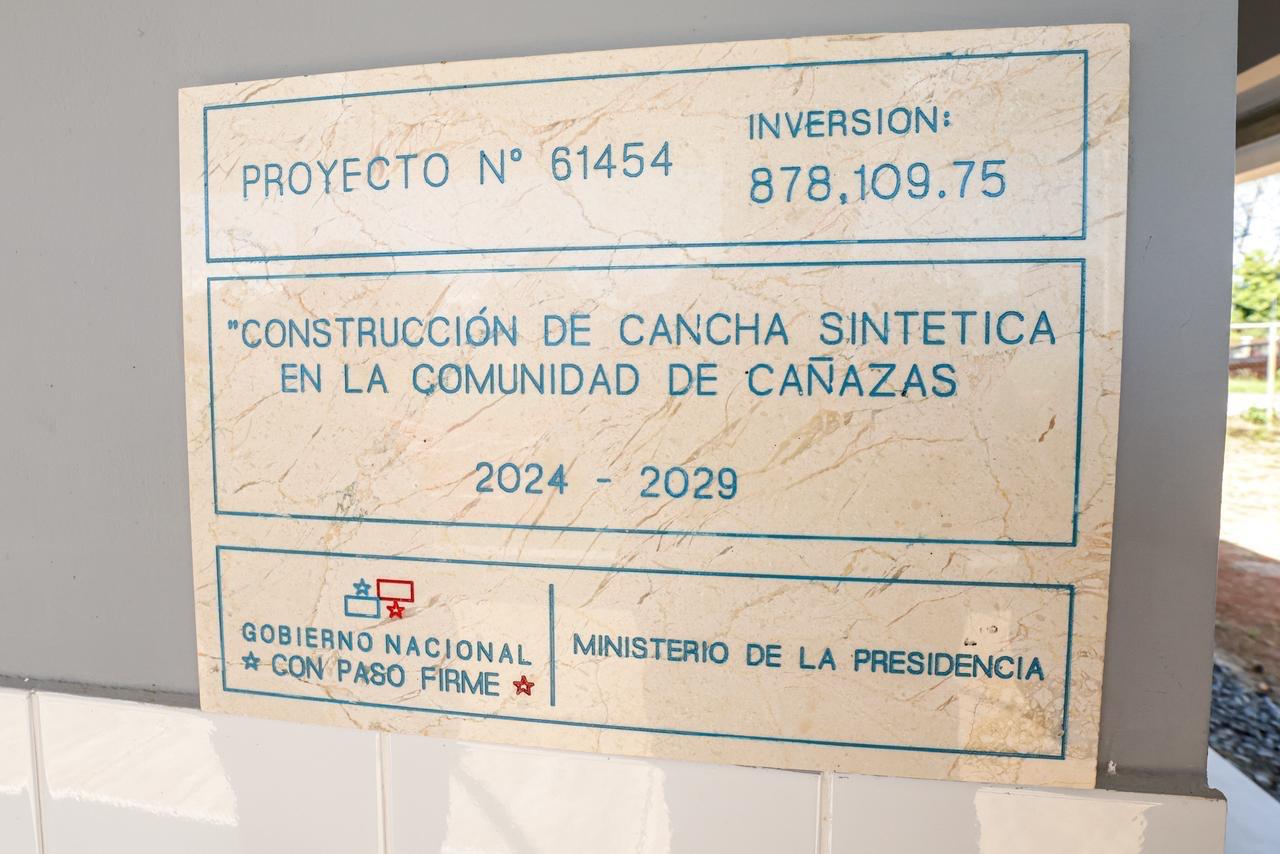 PROYECTO Nº 61454
INVERSION:
878,109.75
"CONSTRUCCIÓN DE CANCHA SINTETICA
EN LA COMUNIDAD DE CAÑAZAS
2024 - 2029
GOBIERNO NACIONAL
☆ CON PASO FIRME ☆
MINISTERIO DE LA PRESIDENCIA